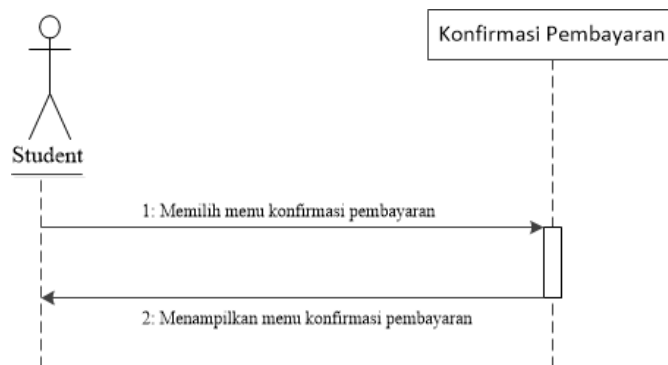 Konfirmasi Pembayaran
Student
1: Memilih menu konfirmasi pembayaran
2: Menampilkan menu konfirmasi pembayaran